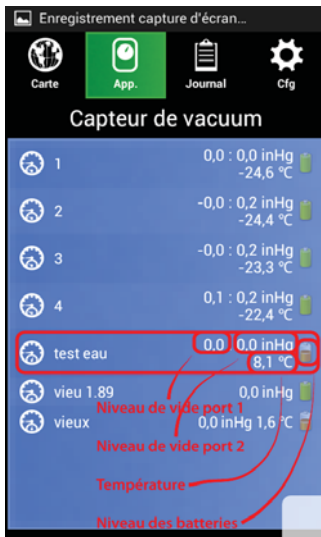 Enregistrement capture d'écran...
Carte App. Journal Cfg
Capteur de vacuum
1 0,0 : 0,0 inHg
-24,6 °C
2 -0,0 : 0,2 inHg
-24,4 °C
3 -0,0 : 0,2 inHg
-23,3 °C
4 0,1 : 0,2 inHg
-22,4 °C
test eau 0,0 0,0 inHg
8,1 °C
vieu 1.89 0,0 inHg
Niveau de vide port 1
vieux 0,0 inHg 1,6 °C
Niveau de vide port 2
Température
Niveau des batteries